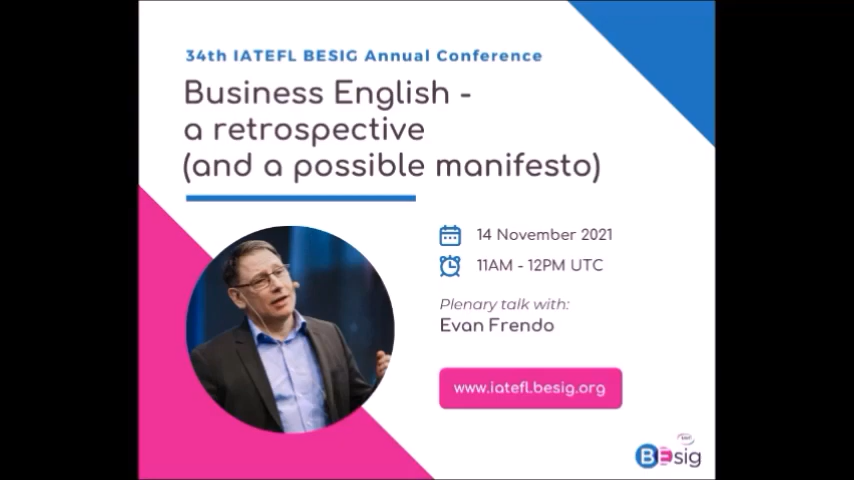 34th IATEFL BESIG Annual Conference
Business English -
a retrospective
(and a possible manifesto)
14 November 2021
11AM - 12PM UTC
Plenary talk with:
Evan Frendo
www.iatefl.besig.org
BEsig